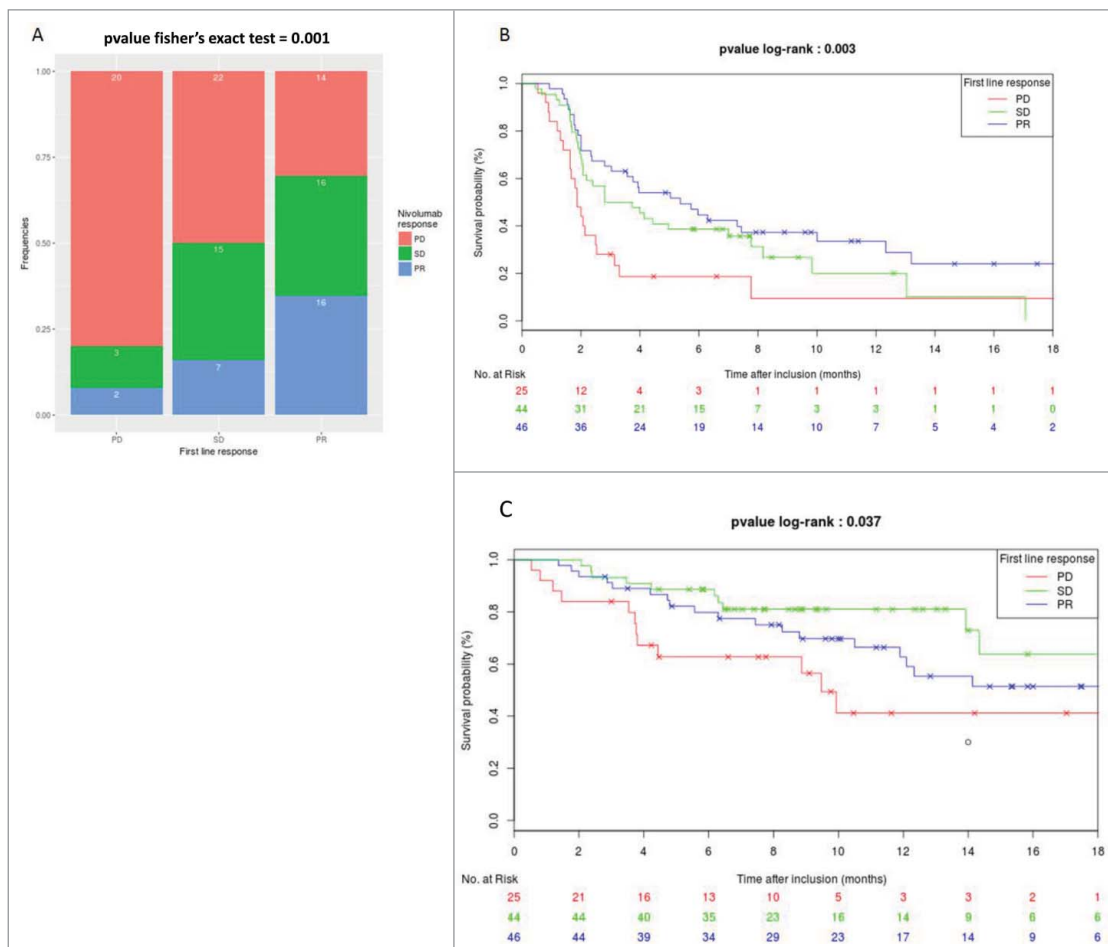 A
pvalue fisher's exact test = 0.001
1.00
0.75
0.50
0.25
0.00
Frequencies
20
22
14
3
15
16
2
7
16
PD
SD
PR
First line response
Nivolumab
response
PD
SD
PR
B
pvalue log-rank : 0.003
First line response
PD
SD
PR
Survival probability (%)
1.0
0.8
0.6
0.4
0.2
0.0
0 2 4 6 8 10 12 14 16 18
No. at Risk Time after inclusion (months)
25 12 4 3 1 1 1 1 1 1
44 31 21 15 7 3 3 1 1 0
46 36 24 19 14 10 7 5 4 2
C
pvalue log-rank : 0.037
First line response
PD
SD
PR
Survival probability (%)
1.0
0.8
0.6
0.4
0.2
0.0
0 2 4 6 8 10 12 14 16 18
No. at Risk Time after inclusion (months)
25 21 16 13 10 5 3 3 2 1
44 44 40 35 23 16 14 9 6 6
46 44 39 34 29 23 17 14 9 6